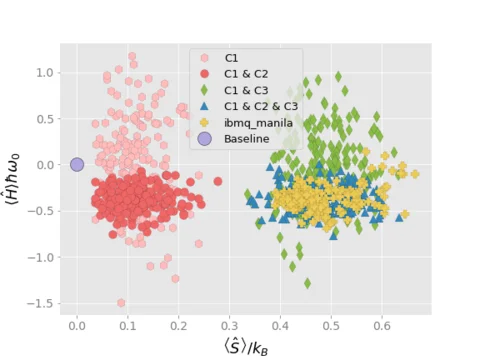 C1
C1 & C2
C1 & C3
C1 & C2 & C3
ibmq_manila
Baseline
1.0
0.5
0.0
−0.5
−1.0
−1.5
⟨Ĥ⟩ħω₀
0.0 0.1 0.2 0.3 0.4 0.5 0.6
⟨Ŝ⟩/k_B